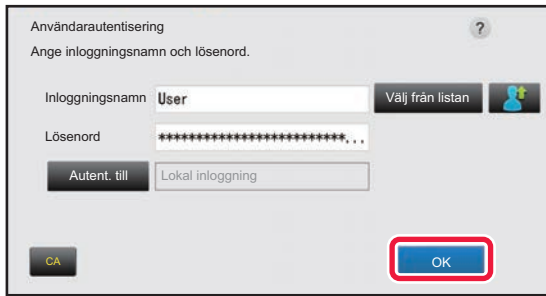 Användarautentisering
?
Ange inloggningsnamn och lösenord.
Inloggningsnamn User Välj från listan
Lösenord *************************...
Autent. till Lokal inloggning
CA OK